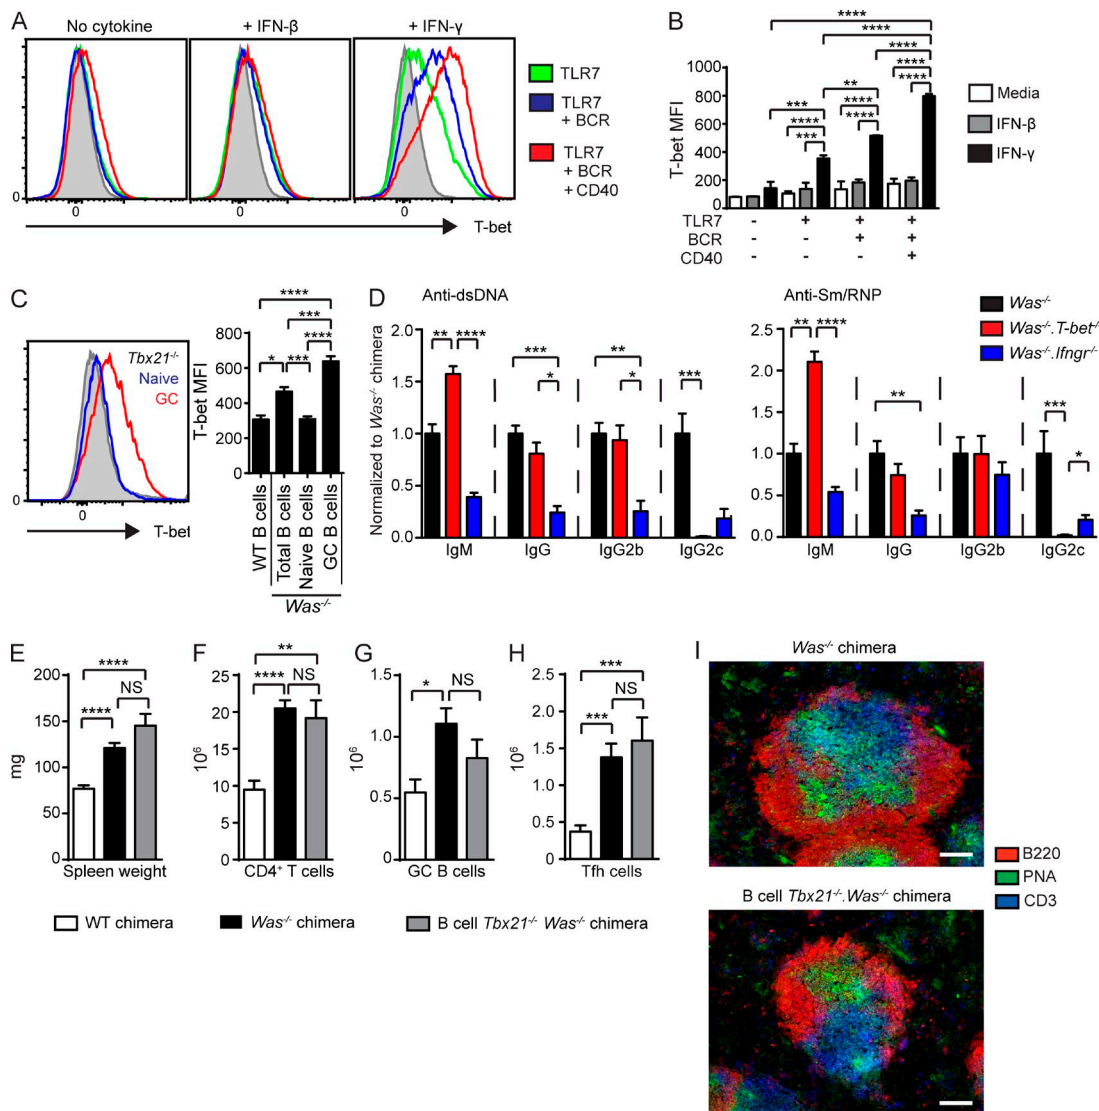 A
No cytokine
+ IFN-β
+ IFN-γ
TLR7
TLR7
+ BCR
TLR7
+ BCR
+ CD40
0
0
0
0
T-bet
B
T-bet MFI
1000
800
600
400
200
0
****
****
****
****
****
**
****
****
***
****
***
Media
IFN-β
IFN-γ
TLR7 - + + +
BCR - - + +
CD40 - - - +
C
Tbx21-/-
Naive
GC
0
0
T-bet
T-bet MFI
800
600
400
200
0
****
***
****
* ***
WT B cells
Total B cells
Naive B cells
GC B cells
Was-/-
D
Anti-dsDNA
Normalized to Was-/- chimera
2.0
1.5
1.0
0.5
0.0
** ****
***
*
**
*
***
IgM IgG IgG2b IgG2c
Anti-Sm/RNP
2.5
2.0
1.5
1.0
0.5
0.0
** ****
**
***
*
IgM IgG IgG2b IgG2c
Was-/-
Was-/-.T-bet-/-
Was-/-.Ifngr-/-
E
mg
200
150
100
50
0
****
NS
****
Spleen weight
F
10^6
25
20
15
10
5
0
**
**** NS
CD4+ T cells
G
10^6
1.5
1.0
0.5
0.0
* NS
GC B cells
H
10^6
2.5
2.0
1.5
1.0
0.5
0
***
NS
***
Tfh cells
WT chimera
Was-/- chimera
B cell Tbx21-/- Was-/- chimera
I
Was-/- chimera
B220
PNA
CD3
B cell Tbx21-/-.Was-/- chimera